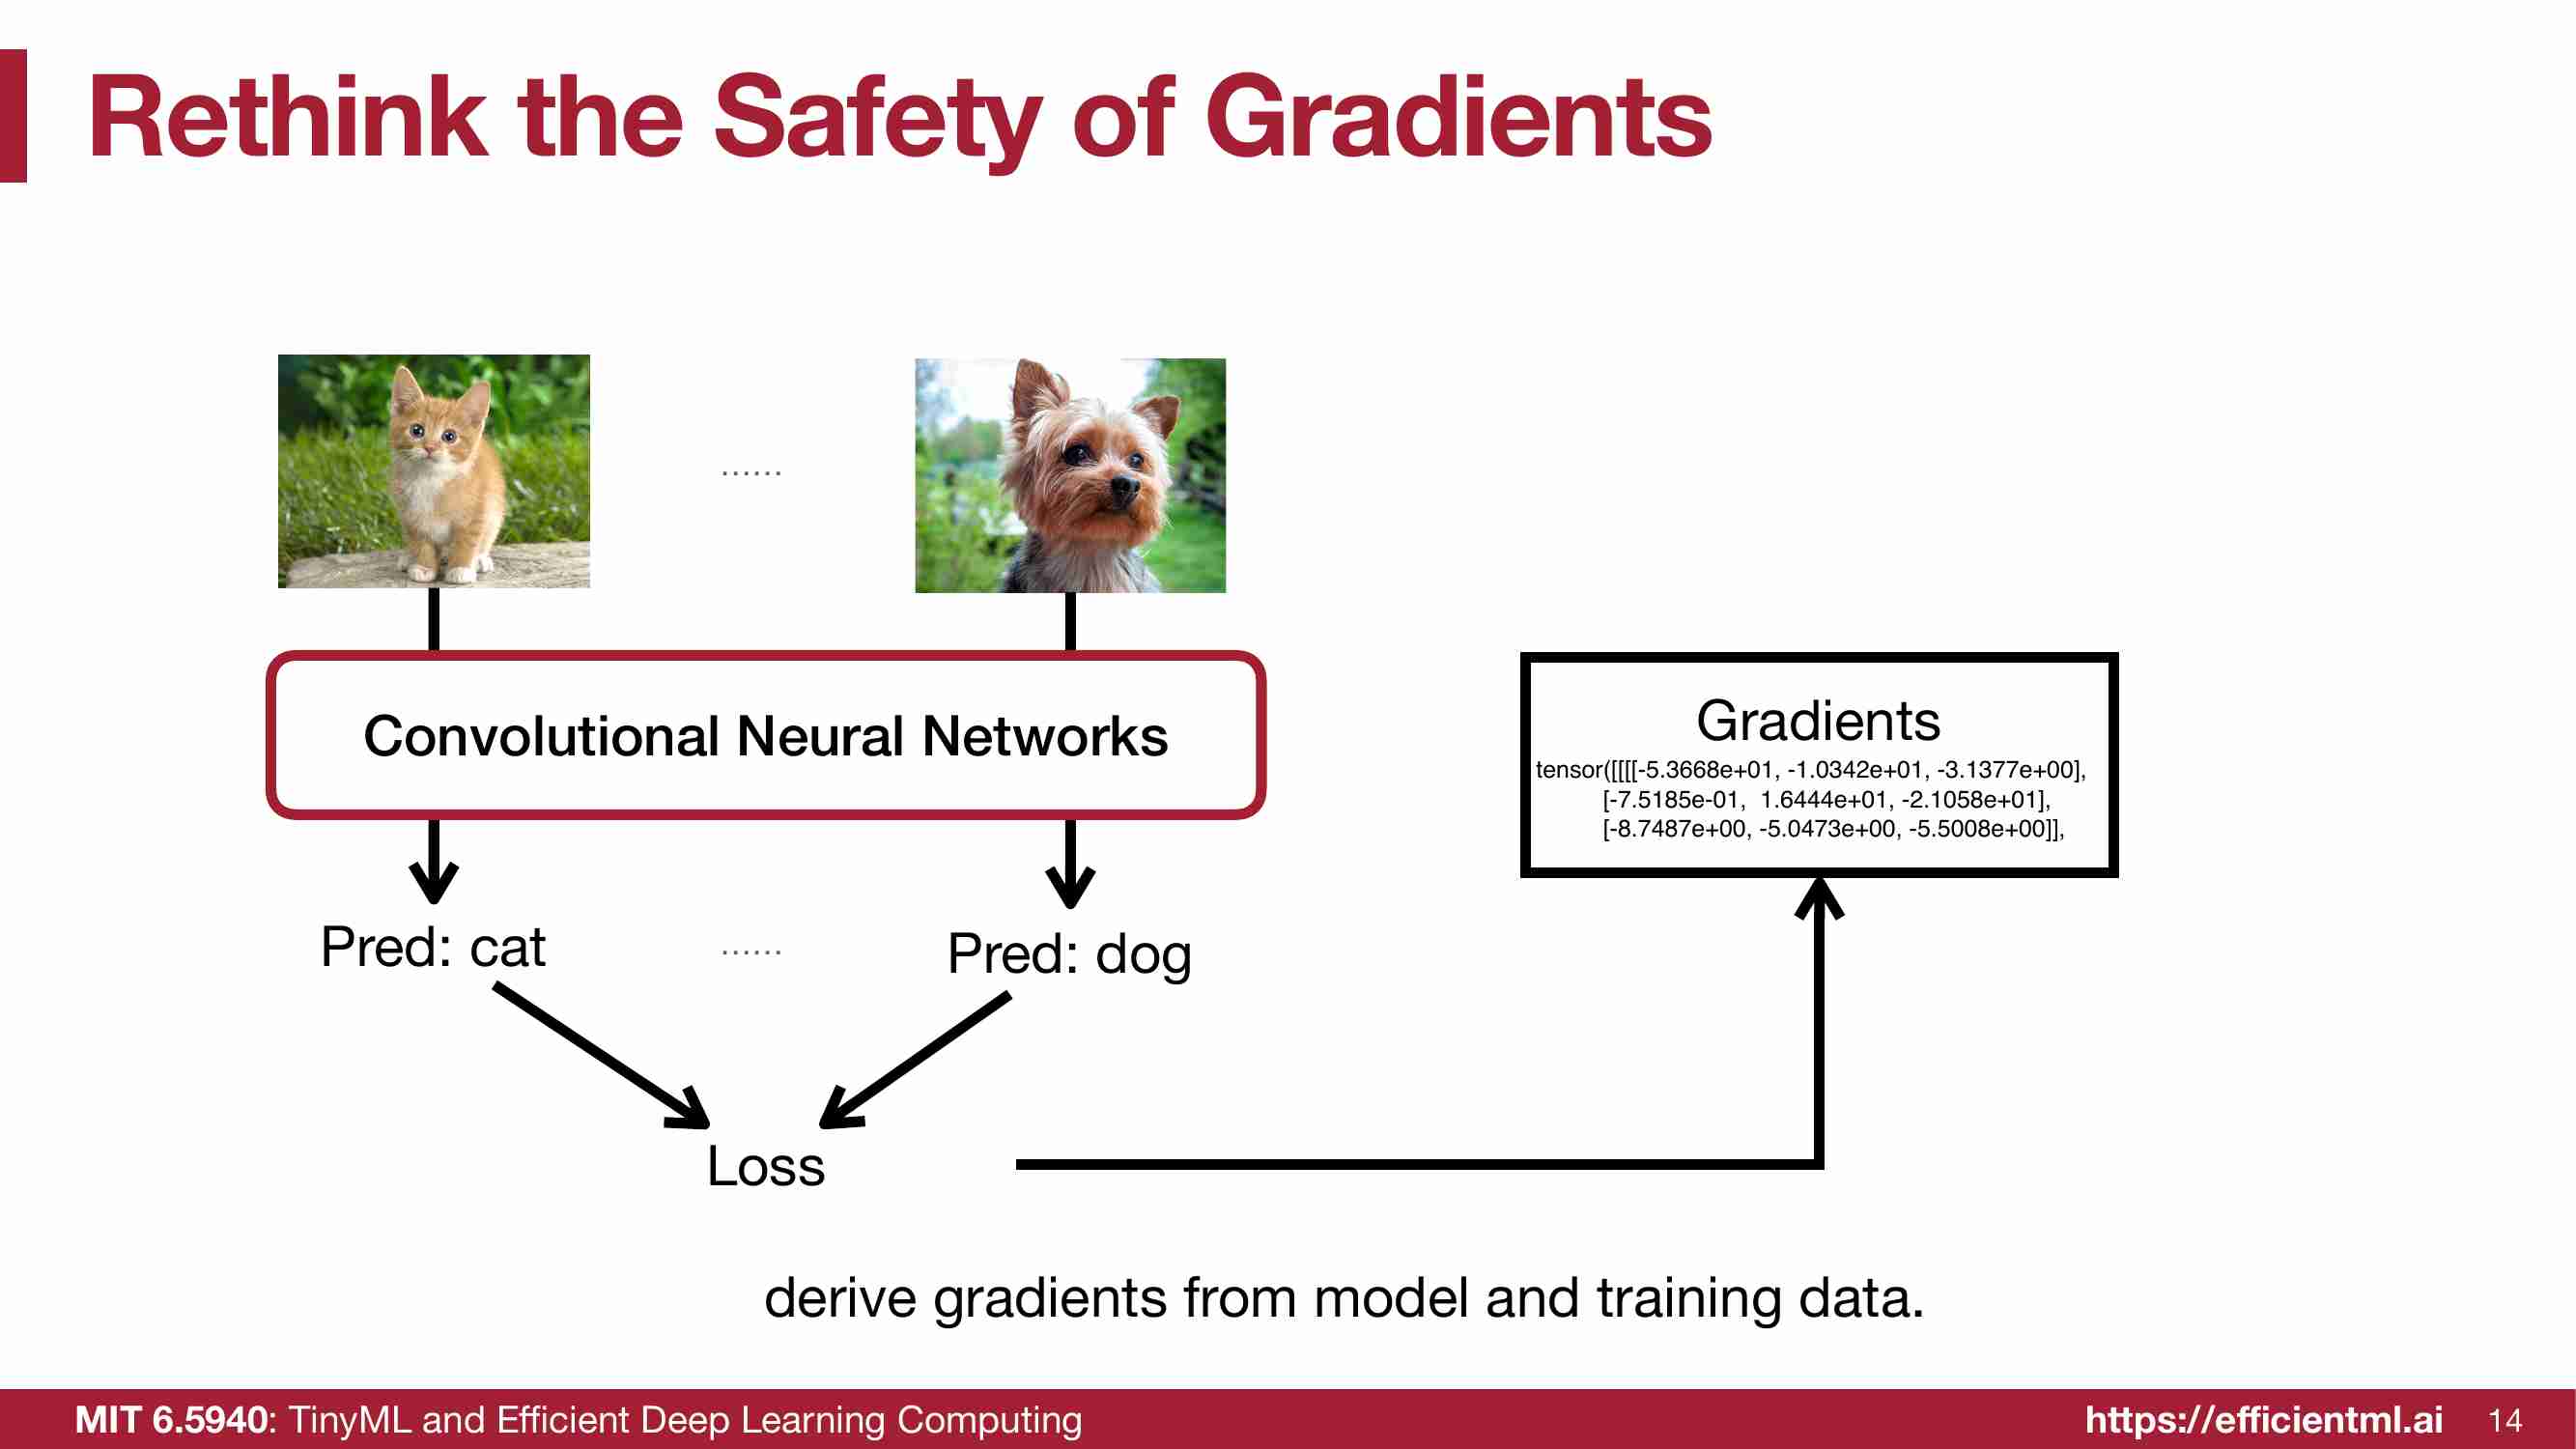 Rethink the Safety of Gradients
......
Convolutional Neural Networks
Gradients
tensor([[[[-5.3668e+01, -1.0342e+01, -3.1377e+00],
[-7.5185e-01, 1.6444e+01, -2.1058e+01],
[-8.7487e+00, -5.0473e+00, -5.5008e+00]],
Pred: cat
......
Pred: dog
Loss
derive gradients from model and training data.
MIT 6.5940: TinyML and Efficient Deep Learning Computing
https://efficientml.ai
14